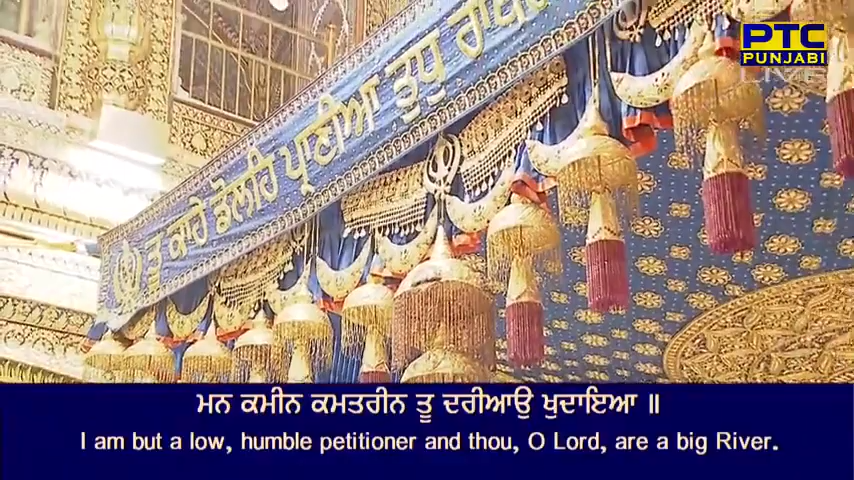 PTC
PUNJABI
LIVE
ਤੂ ਕਾਹੇ ਡੋਲਹਿ ਪ੍ਰਾਣੀਆ ਤੁਧੁ ਰਾਖੈਗਾ
ਮਨ ਕਮੀਨ ਕਮਤਰੀਨ ਤੂ ਦਰੀਆਉ ਖੁਦਾਇਆ ॥
I am but a low, humble petitioner and thou, O Lord, are a big River.